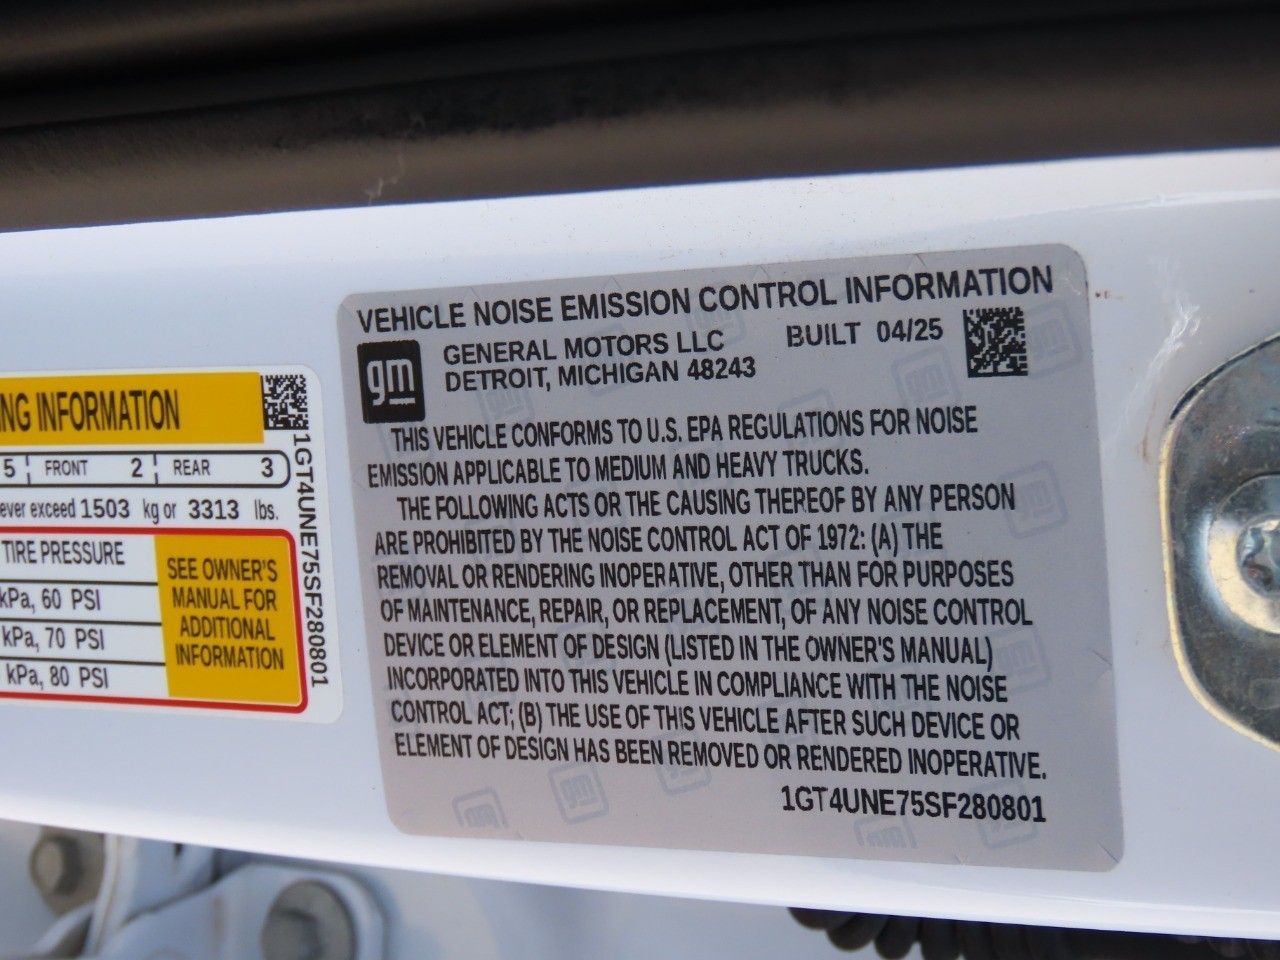 ING INFORMATION
5 FRONT 2 REAR 3
ever exceed 1503 kg or 3313 lbs.
TIRE PRESSURE
kPa, 60 PSI
kPa, 70 PSI
kPa, 80 PSI
SEE OWNER'S
MANUAL FOR
ADDITIONAL
INFORMATION
1GT4UNE75SF280801
VEHICLE NOISE EMISSION CONTROL INFORMATION
gm
GENERAL MOTORS LLC BUILT 04/25
DETROIT, MICHIGAN 48243
THIS VEHICLE CONFORMS TO U.S. EPA REGULATIONS FOR NOISE
EMISSION APPLICABLE TO MEDIUM AND HEAVY TRUCKS.
THE FOLLOWING ACTS OR THE CAUSING THEREOF BY ANY PERSON
ARE PROHIBITED BY THE NOISE CONTROL ACT OF 1972: (A) THE
REMOVAL OR RENDERING INOPERATIVE, OTHER THAN FOR PURPOSES
OF MAINTENANCE, REPAIR, OR REPLACEMENT, OF ANY NOISE CONTROL
DEVICE OR ELEMENT OF DESIGN (LISTED IN THE OWNER'S MANUAL)
INCORPORATED INTO THIS VEHICLE IN COMPLIANCE WITH THE NOISE
CONTROL ACT; (B) THE USE OF THIS VEHICLE AFTER SUCH DEVICE OR
ELEMENT OF DESIGN HAS BEEN REMOVED OR RENDERED INOPERATIVE.
1GT4UNE75SF280801